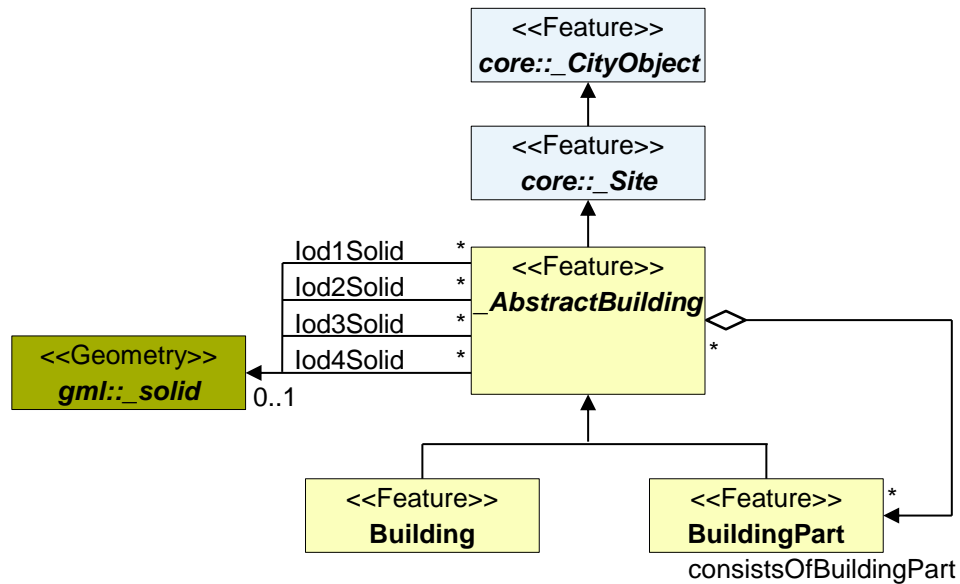 <<Feature>>
core::_CityObject
<<Feature>>
core::_Site
lod1Solid *
lod2Solid *
lod3Solid *
lod4Solid *
<<Feature>>
_AbstractBuilding
*
<<Geometry>>
gml::_solid
0..1
<<Feature>>
Building
<<Feature>>
BuildingPart
*
consistsOfBuildingPart